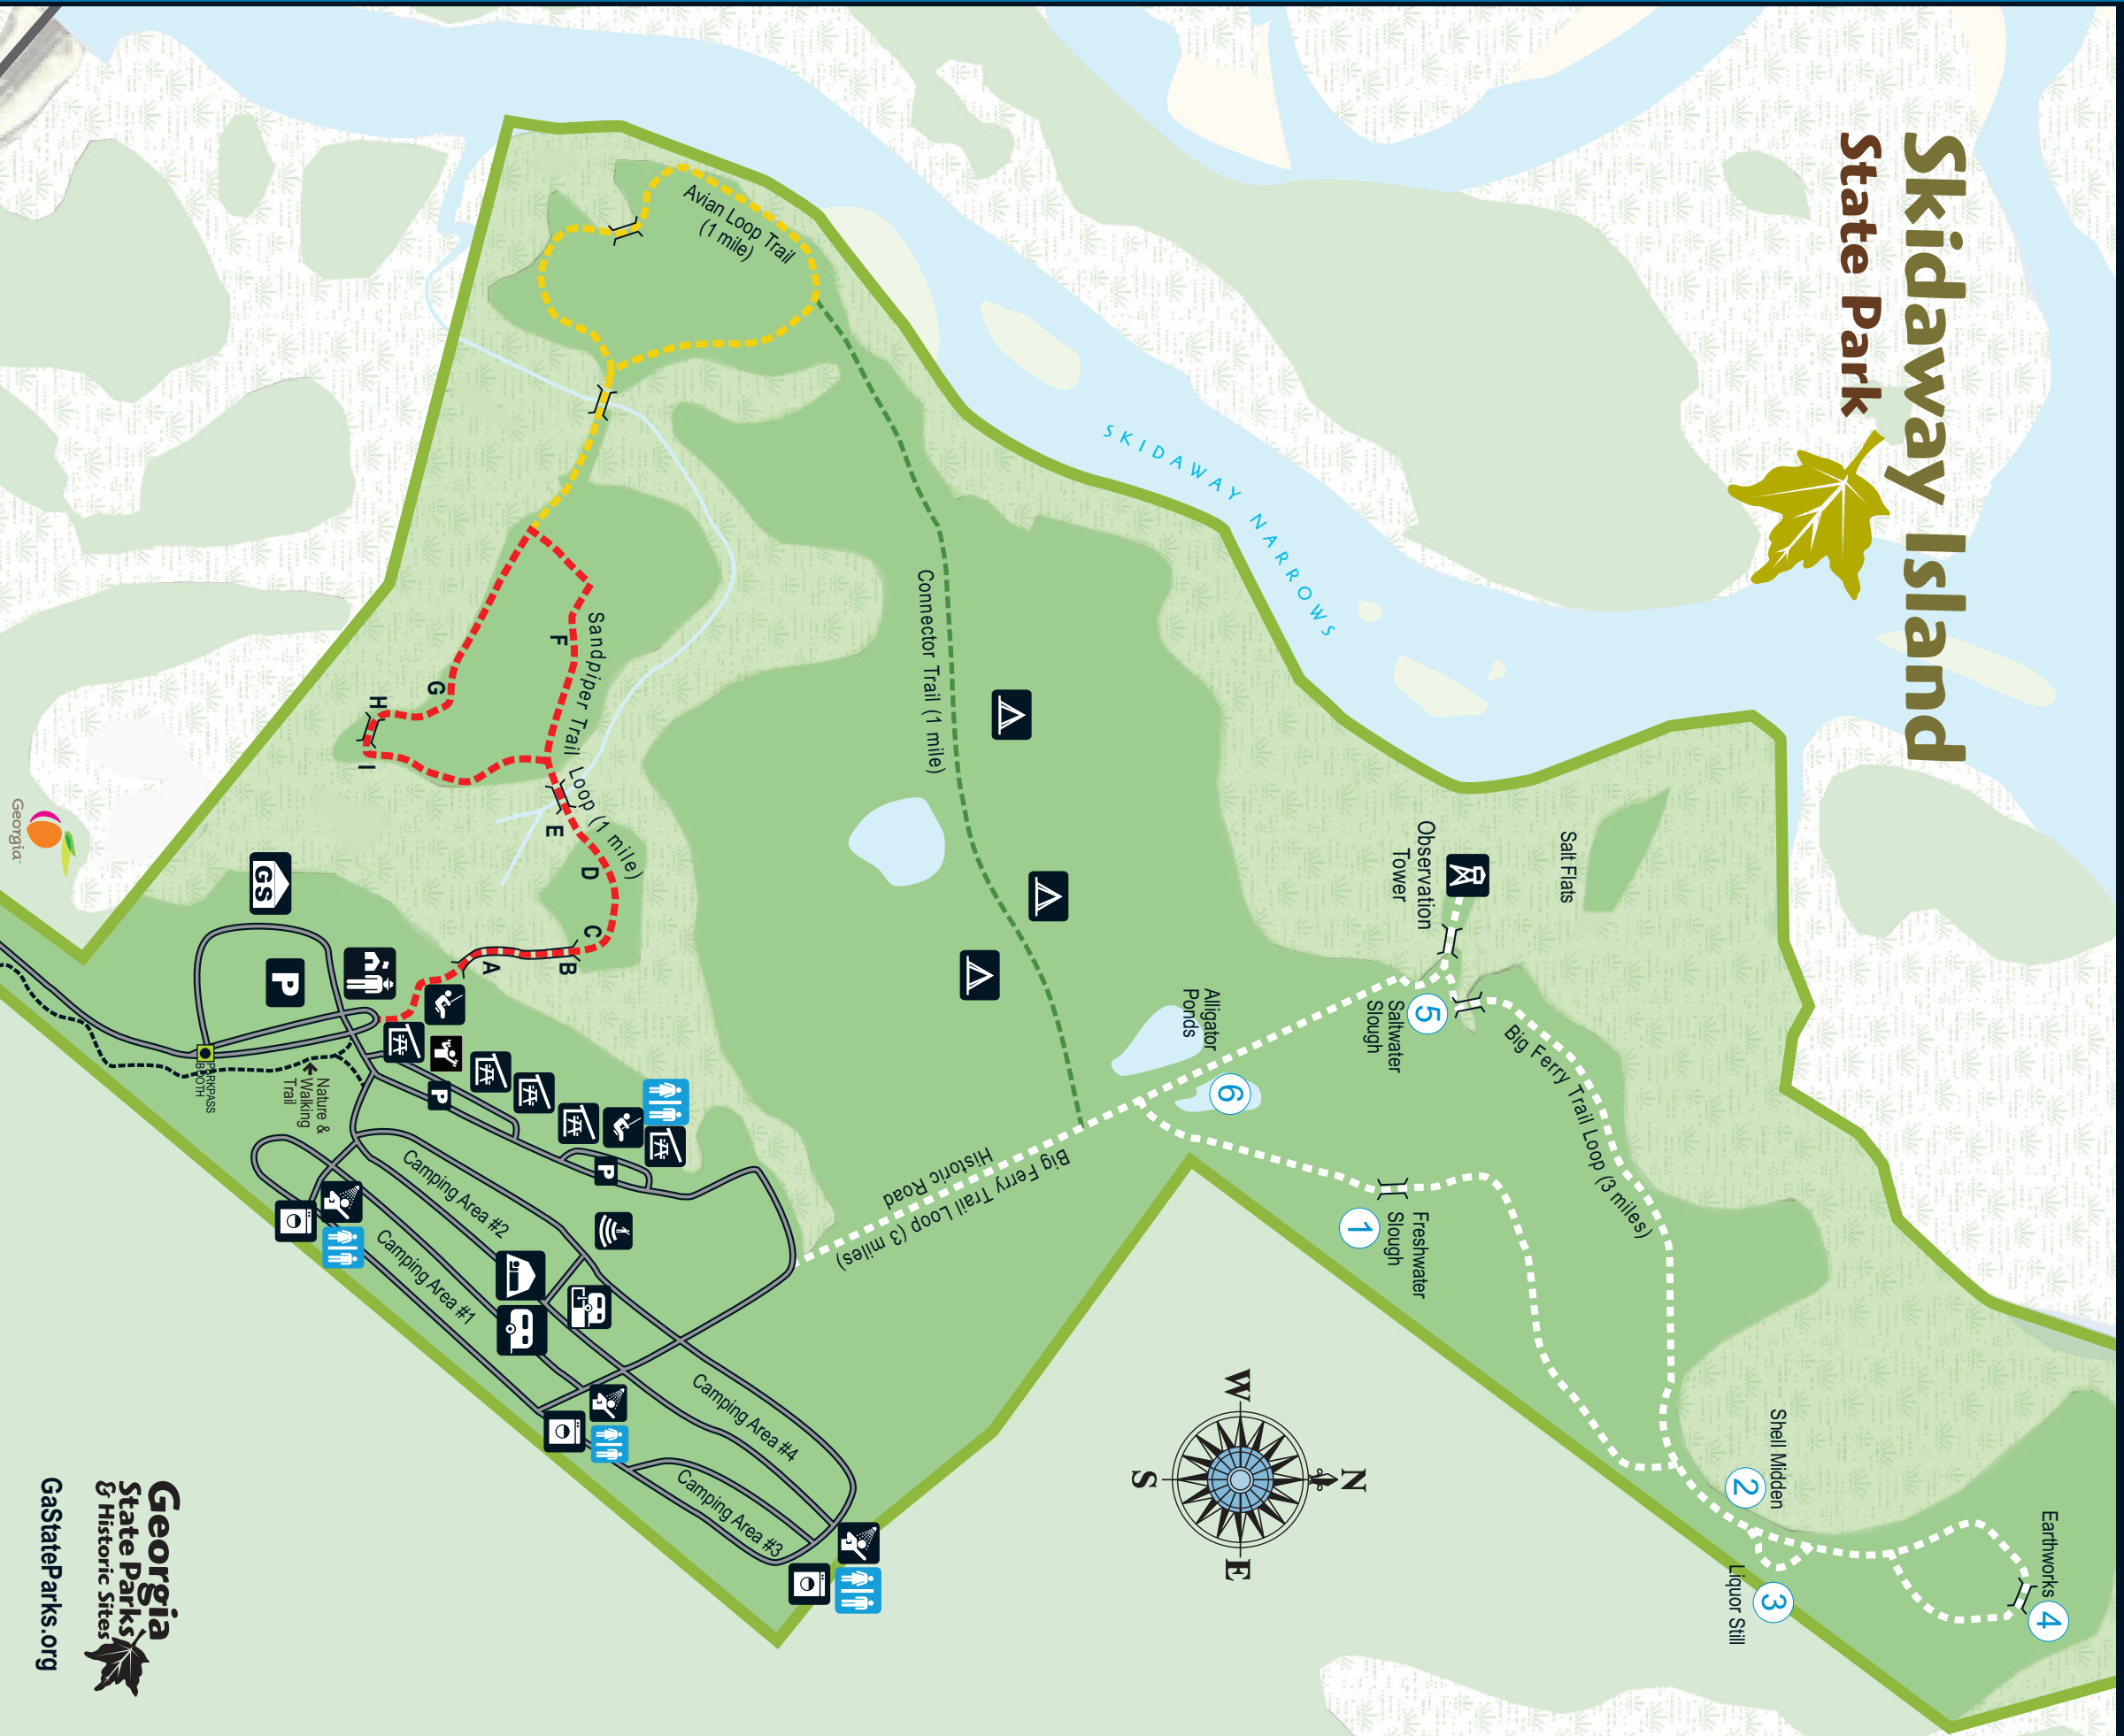 Skidaway Island
State Park
SKIDAWAY NARROWS
Salt Flats
Observation
Tower
5
Saltwater
Slough
Big Ferry Trail Loop (3 miles)
Alligator
Ponds
6
Freshwater
Slough
1
Shell Midden
2
Liquor Still
3
Earthworks
4
Big Ferry Trail Loop (3 miles)
Historic Road
Connector Trail (1 mile)
Avian Loop Trail
(1 mile)
Sandpiper Trail Loop (1 mile)
A
B
C
D
E
F
G
H
I
GS
P
P
P
PARKPASS
BOOTH
Nature &
Walking
Trail
Camping Area #2
Camping Area #1
Camping Area #4
Camping Area #3
N
W
E
S
Georgia
Georgia
State Parks
& Historic Sites
GaStateParks.org